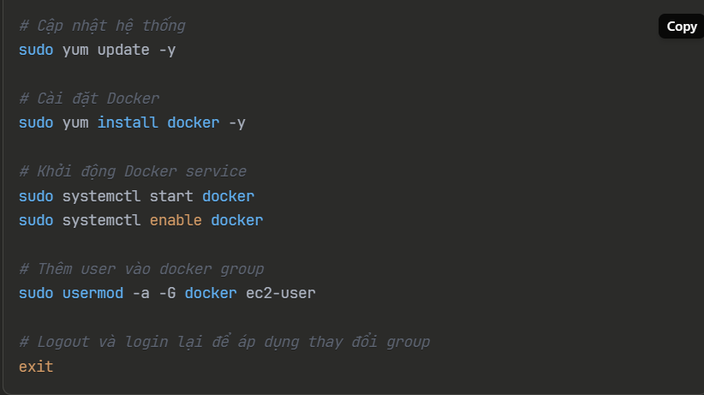 # Cập nhật hệ thống
Copy
sudo yum update -y
# Cài đặt Docker
sudo yum install docker -y
# Khởi động Docker service
sudo systemctl start docker
sudo systemctl enable docker
# Thêm user vào docker group
sudo usermod -a -G docker ec2-user
# Logout và login lại để áp dụng thay đổi group
exit